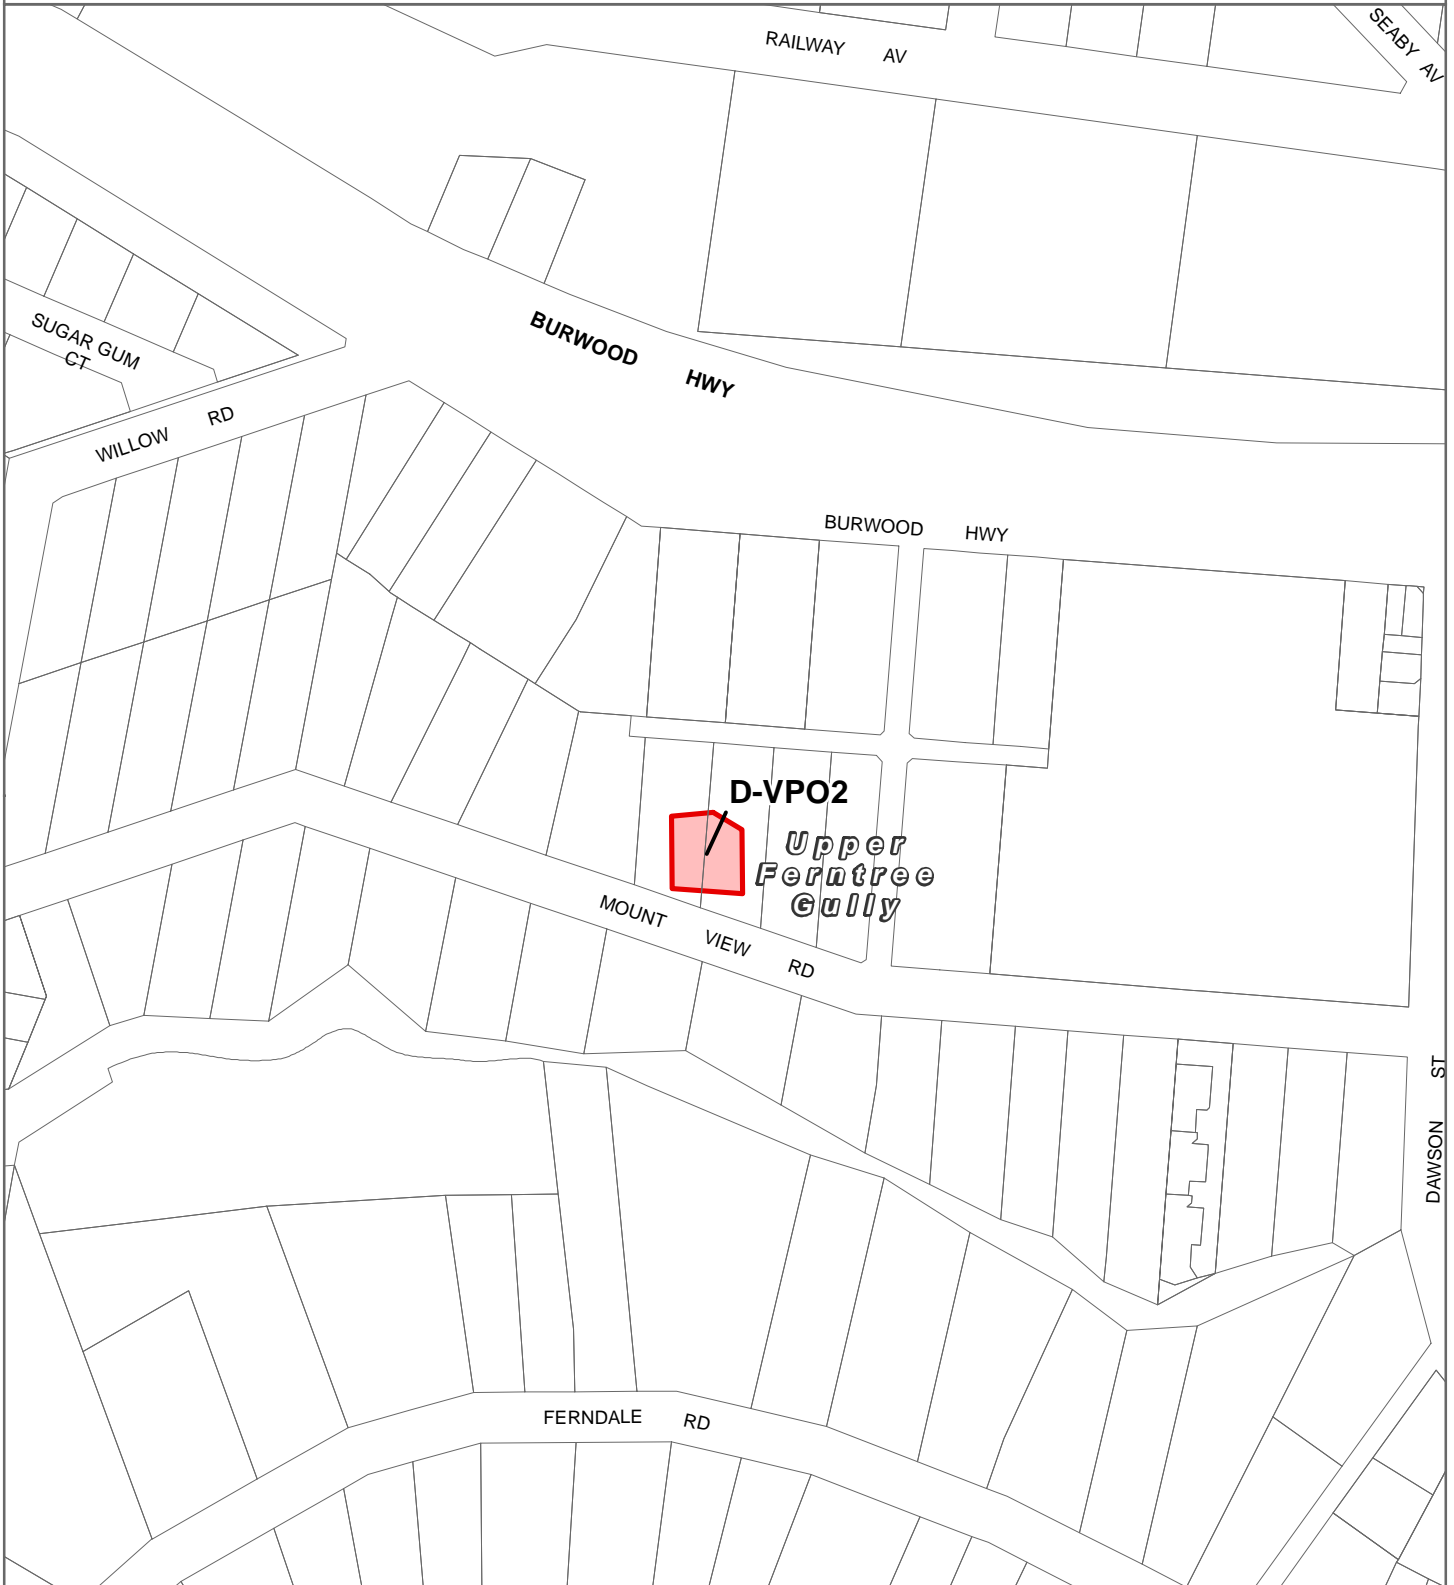 RAILWAY AV
SEABY AV
BURWOOD HWY
SUGAR GUM
CT
WILLOW RD
BURWOOD HWY
D-VPO2
Upper
Ferntree
Gully
MOUNT VIEW RD
DAWSON ST
FERNDALE RD